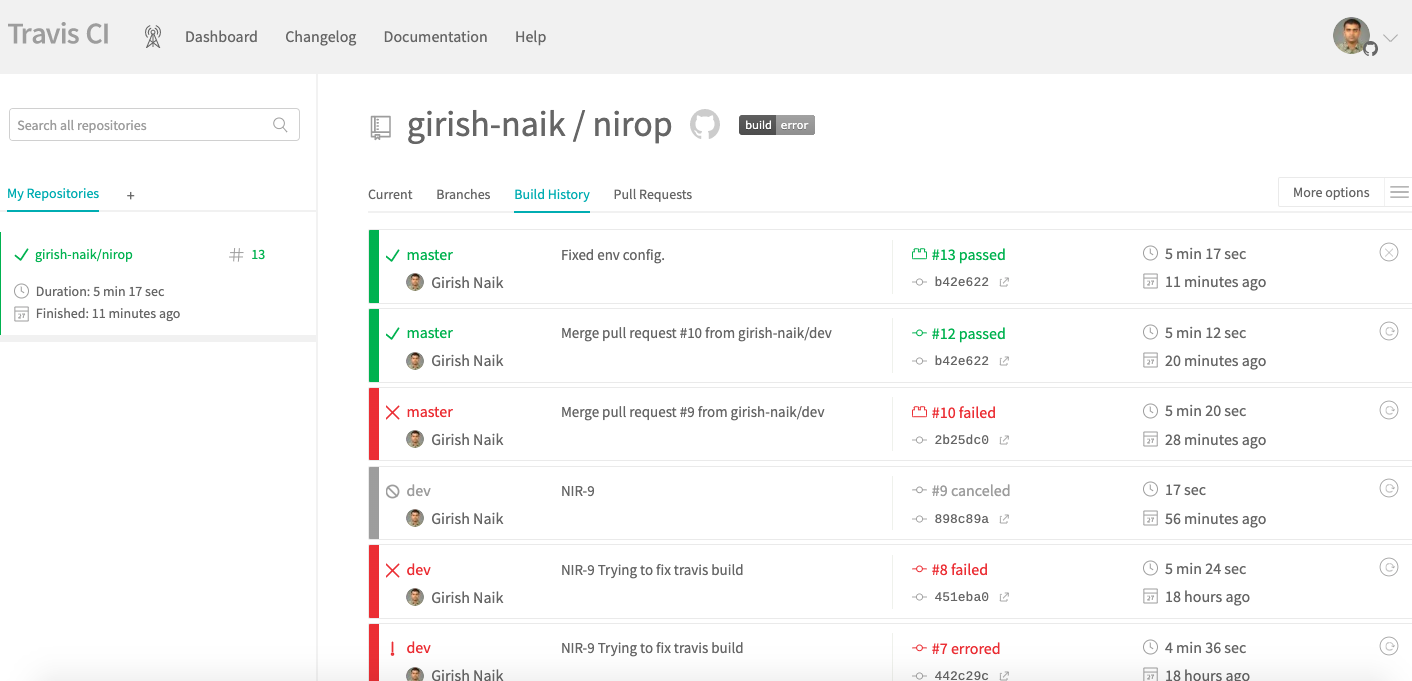 Travis CI Dashboard Changelog Documentation Help
Search all repositories
My Repositories +
girish-naik/nirop # 13
Duration: 5 min 17 sec
Finished: 11 minutes ago
girish-naik / nirop build error
Current Branches Build History Pull Requests More options
master Fixed env config. #13 passed 5 min 17 sec
Girish Naik b42e622 11 minutes ago
master Merge pull request #10 from girish-naik/dev #12 passed 5 min 12 sec
Girish Naik b42e622 20 minutes ago
master Merge pull request #9 from girish-naik/dev #10 failed 5 min 20 sec
Girish Naik 2b25dc0 28 minutes ago
dev NIR-9 #9 canceled 17 sec
Girish Naik 898c89a 56 minutes ago
dev NIR-9 Trying to fix travis build #8 failed 5 min 24 sec
Girish Naik 451eba0 18 hours ago
dev NIR-9 Trying to fix travis build #7 errored 4 min 36 sec
Girish Naik 442c29c 18 hours ago